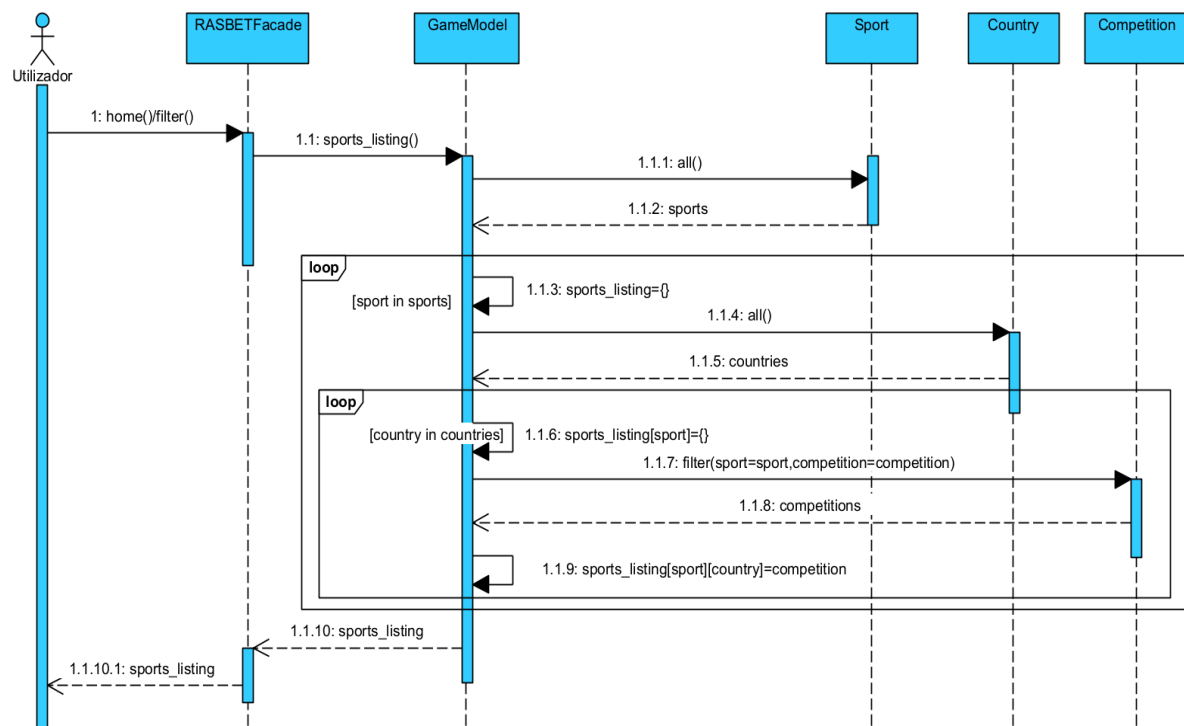 RASBETFacade
GameModel
Sport
Country
Competition
Utilizador
1: home()/filter()
1.1: sports_listing()
1.1.1: all()
1.1.2: sports
loop
[sport in sports]
1.1.3: sports_listing={}
1.1.4: all()
1.1.5: countries
loop
[country in countries]
1.1.6: sports_listing[sport]={}
1.1.7: filter(sport=sport,competition=competition)
1.1.8: competitions
1.1.9: sports_listing[sport][country]=competition
1.1.10: sports_listing
1.1.10.1: sports_listing